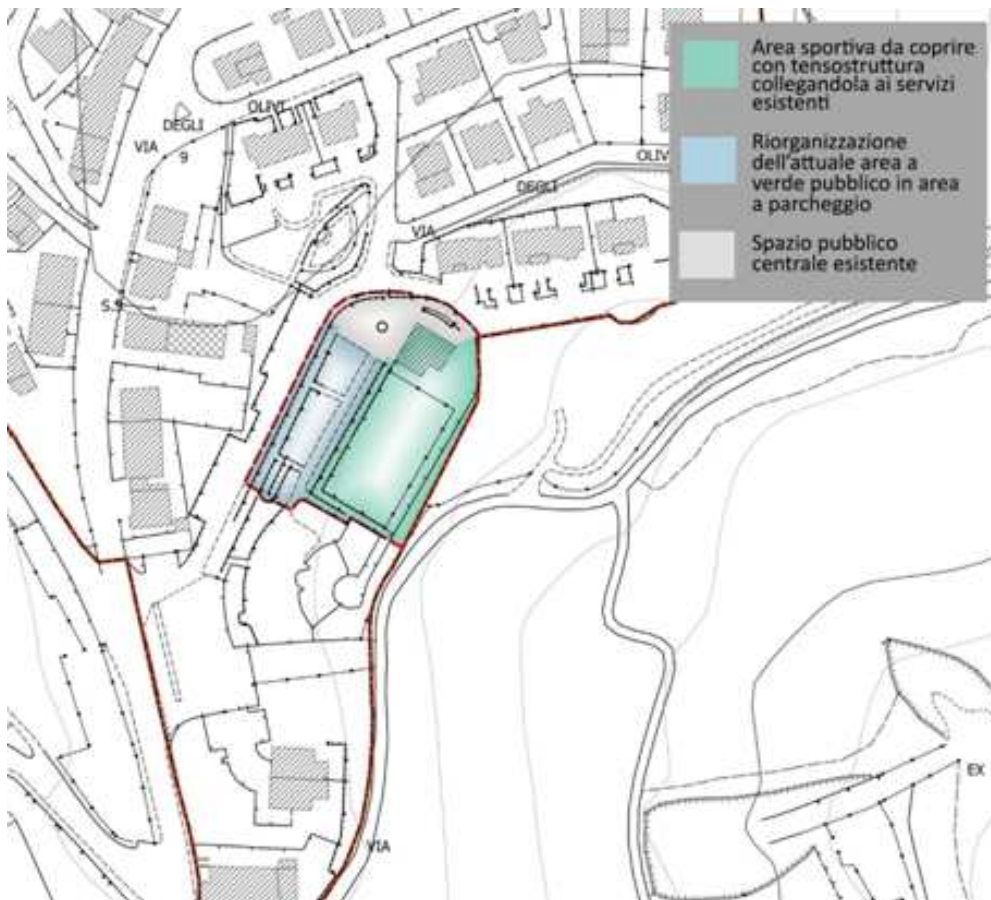 Area sportiva da coprire
con tensostruttura
collegandola ai servizi
esistenti
Riorganizzazione
dell'attuale area a
verde pubblico in area
a parcheggio
Spazio pubblico
centrale esistente
OLIVI
DEGLI
VIA
9
OLIV
DEGLI
VIA
S.9
EX
VIA